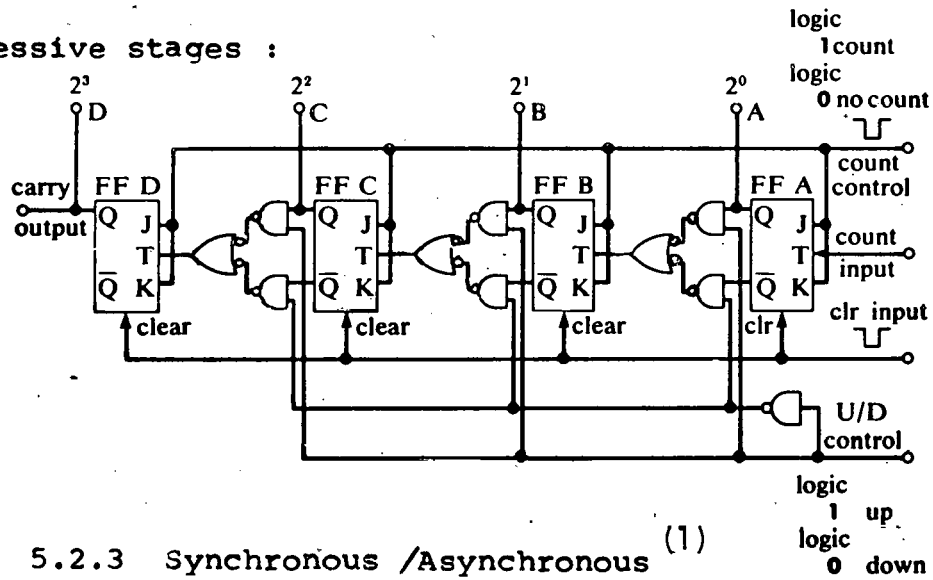 essive stages :
logic
1 count
logic
0 no count
2³ 2² 2¹ 2⁰
D C B A
count
control
carry
output
FF D FF C FF B FF A
Q J Q J Q J Q J
T T T T
Q̅ K Q̅ K Q̅ K Q̅ K
count
input
clear clear clear clr
clr input
U/D
control
logic
1 up
logic
0 down
5.2.3 Synchronous /Asynchronous (1)